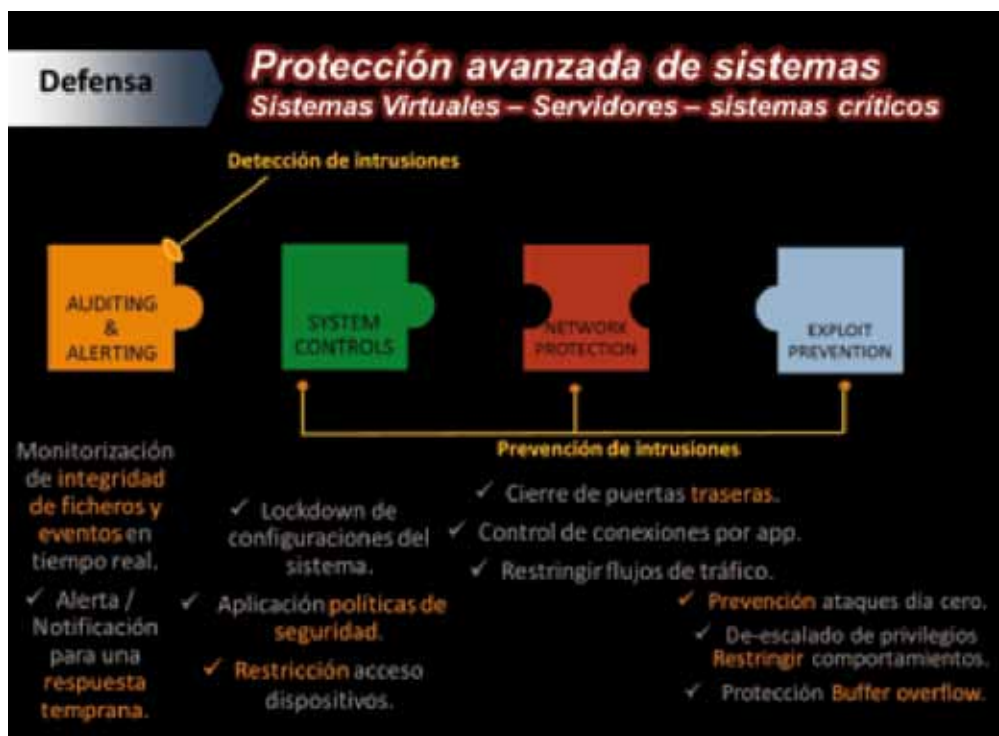 Defensa
Protección avanzada de sistemas
Sistemas Virtuales – Servidores – sistemas críticos
Detección de intrusiones
AUDITING
&
ALERTING
SYSTEM
CONTROLS
NETWORK
PROTECTION
EXPLOIT
PREVENTION
Prevención de intrusiones
Monitorización
de integridad
de ficheros y
eventos en
tiempo real.
✓ Alerta /
Notificación
para una
respuesta
temprana.
✓ Lockdown de
configuraciones del
sistema.
✓ Aplicación políticas de
seguridad.
✓ Restricción acceso
dispositivos.
✓ Cierre de puertas traseras.
✓ Control de conexiones por app.
✓ Restringir flujos de tráfico.
✓ Prevención ataques día cero.
✓ De-escalado de privilegios
Restringir comportamientos.
✓ Protección Buffer overflow.